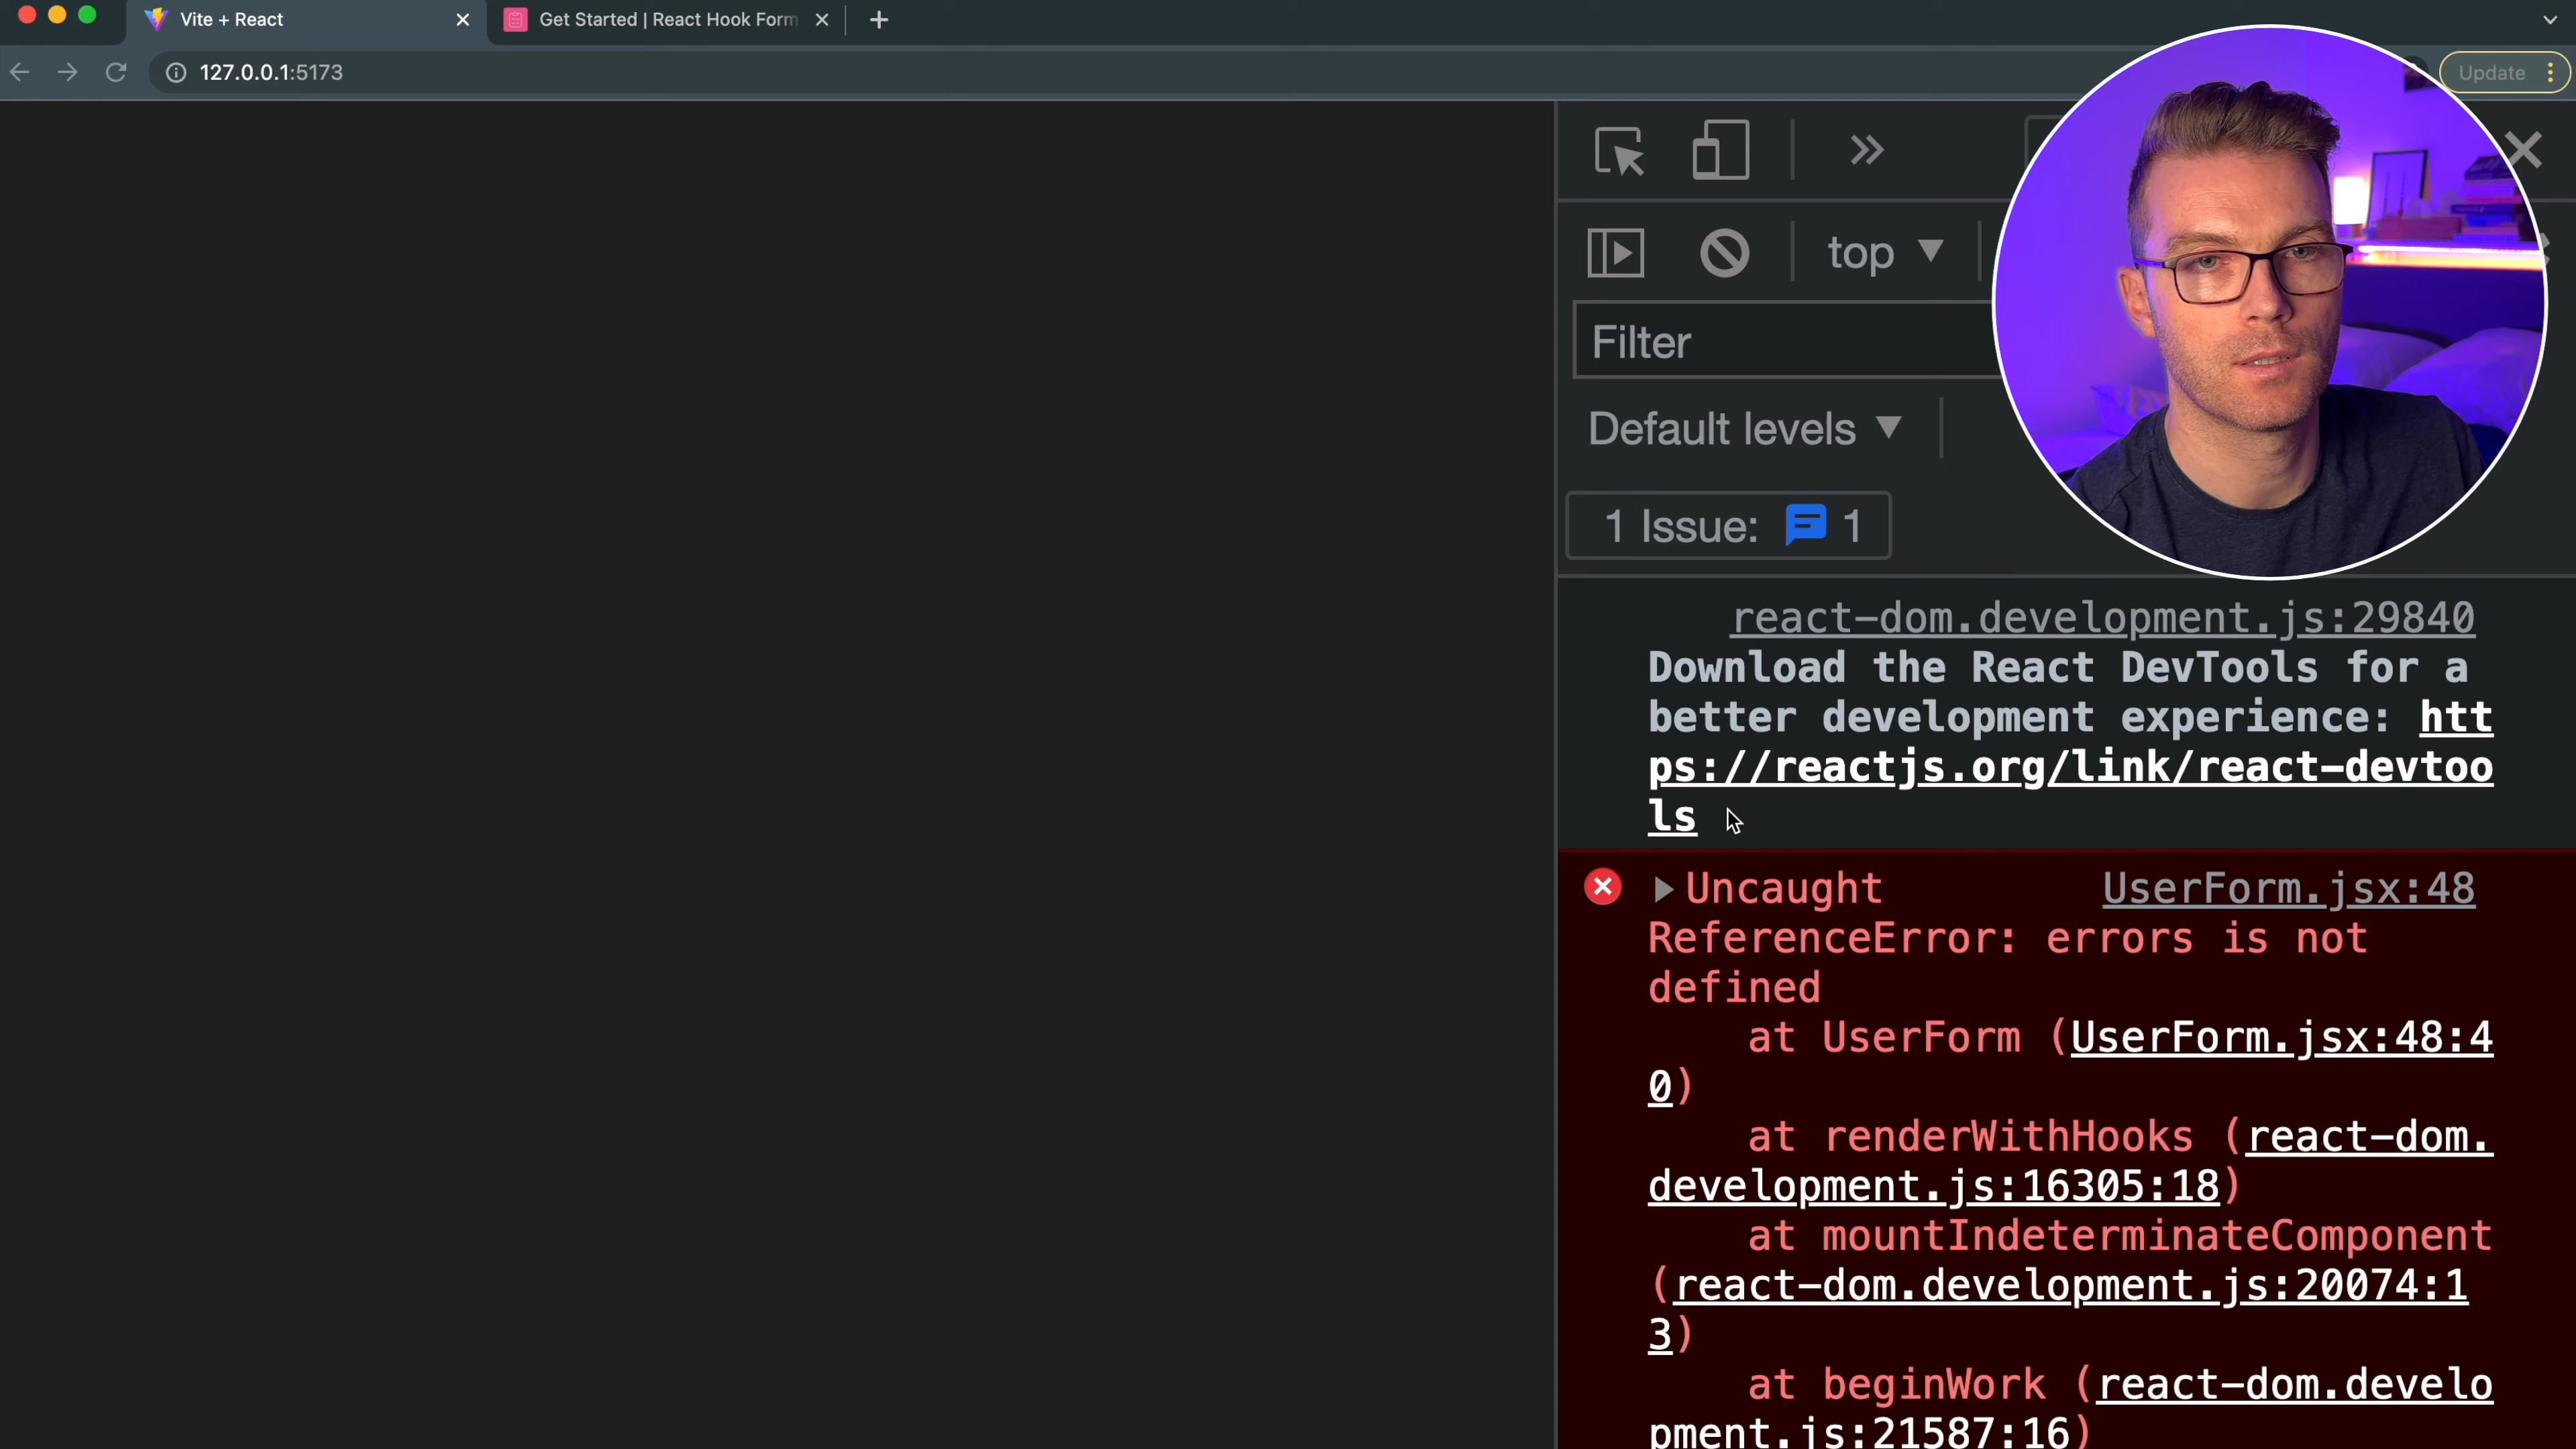 Vite + React
Get Started | React Hook Form
127.0.0.1:5173
Update
top
Filter
Default levels
1 Issue: 1
react-dom.development.js:29840
Download the React DevTools for a
better development experience: htt
ps://reactjs.org/link/react-devtoo
ls
Uncaught UserForm.jsx:48
ReferenceError: errors is not
defined
at UserForm (UserForm.jsx:48:4
0)
at renderWithHooks (react-dom.
development.js:16305:18)
at mountIndeterminateComponent
(react-dom.development.js:20074:1
3)
at beginWork (react-dom.develo
pment.js:21587:16)